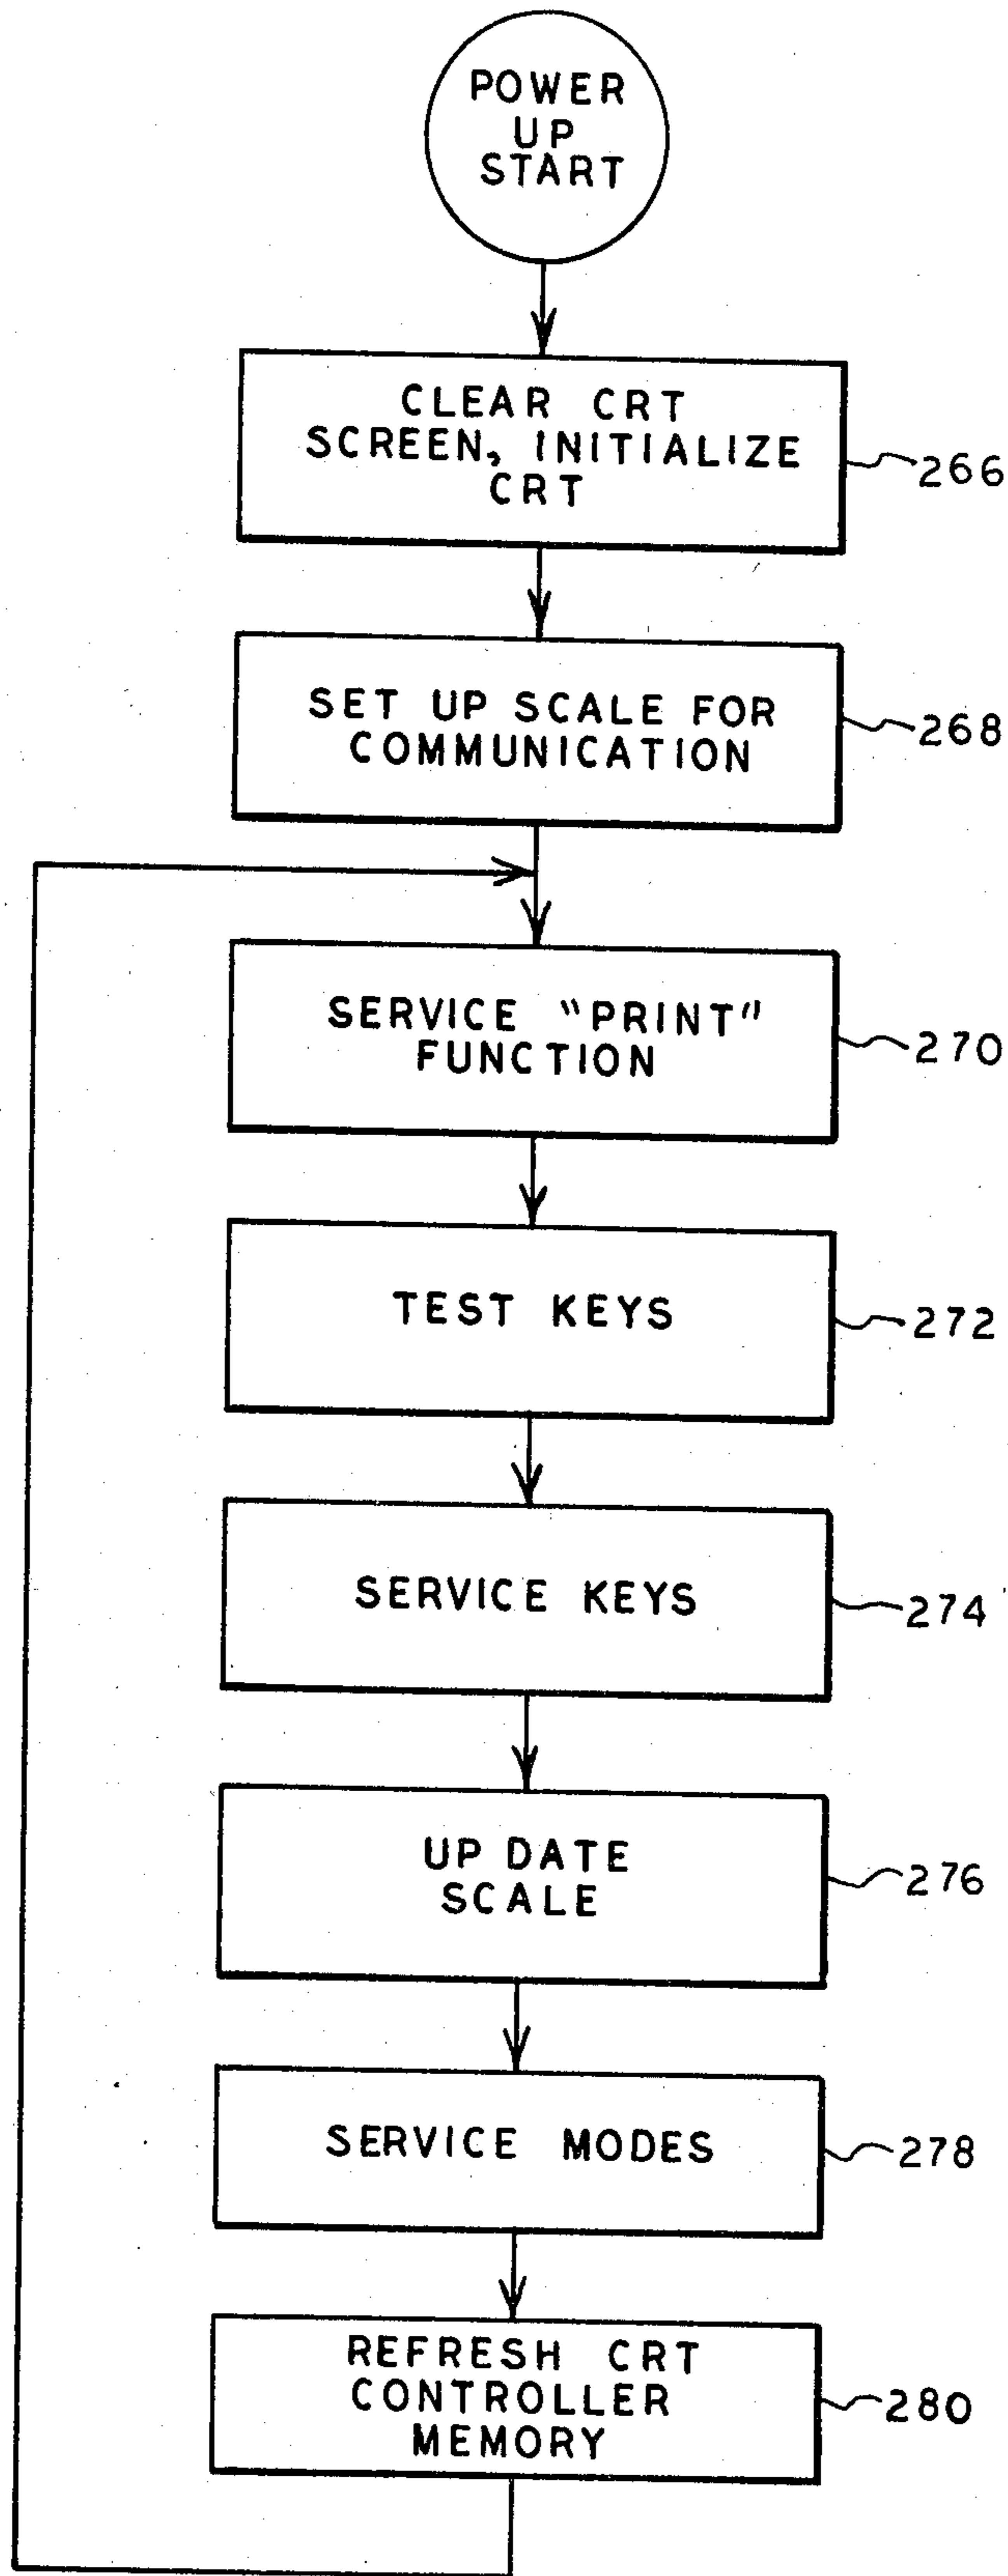 POWER
UP
START
CLEAR CRT
SCREEN, INITIALIZE
CRT
266
SET UP SCALE FOR
COMMUNICATION
268
SERVICE "PRINT"
FUNCTION
270
TEST KEYS
272
SERVICE KEYS
274
UP DATE
SCALE
276
SERVICE MODES
278
REFRESH CRT
CONTROLLER
MEMORY
280